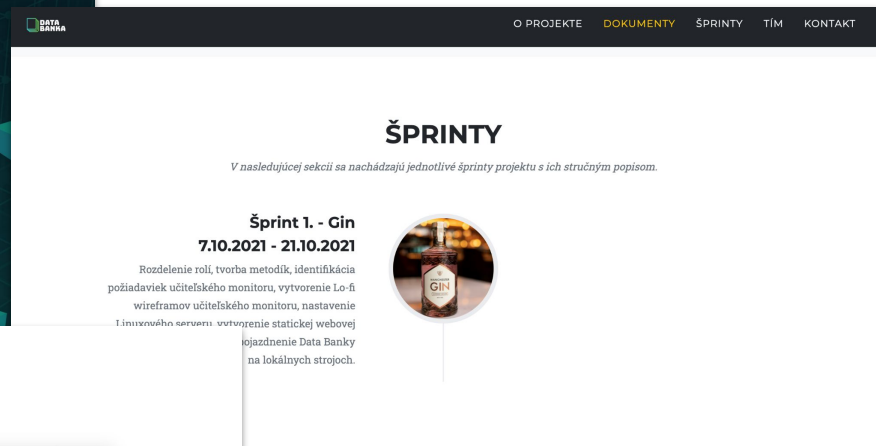 DATA
BANKA
O PROJEKTE DOKUMENTY ŠPRINTY TÍM KONTAKT
ŠPRINTY
V nasledujúcej sekcii sa nachádzajú jednotlivé šprinty projektu s ich stručným popisom.
Šprint 1. - Gin
7.10.2021 - 21.10.2021
Rozdelenie rolí, tvorba metodík, identifikácia
požiadaviek učiteľského monitoru, vytvorenie Lo-fi
wireframov učiteľského monitoru, nastavenie
Linuxového serveru, vytvorenie statickej webovej
Data Banky
na lokálnych strojoch.
GIN